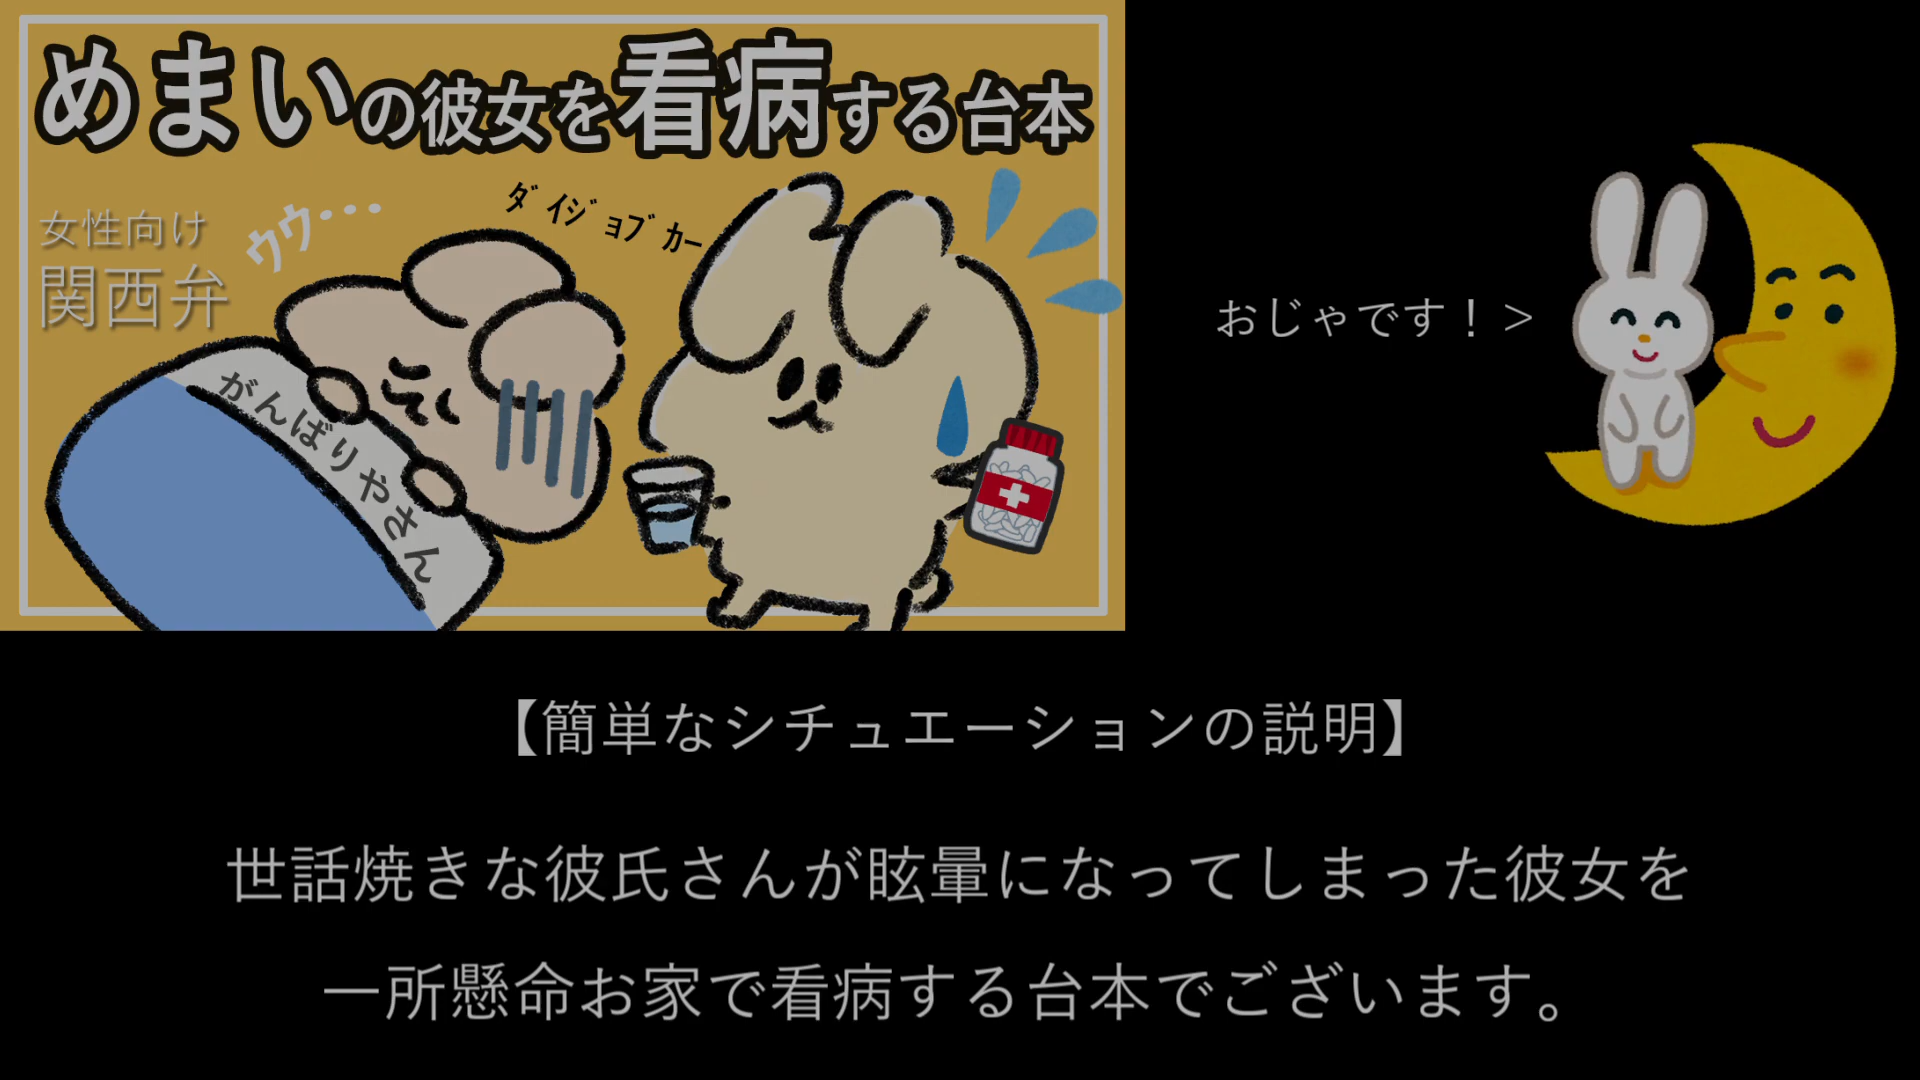 めまいの彼女を看病する台本
女性向け
関西弁
ウウ・・・
ダイジョブカー
がんばりやさん
おじゃです！>
【簡単なシチュエーションの説明】
世話焼きな彼氏さんが眩暈になってしまった彼女を
一所懸命お家で看病する台本でございます。